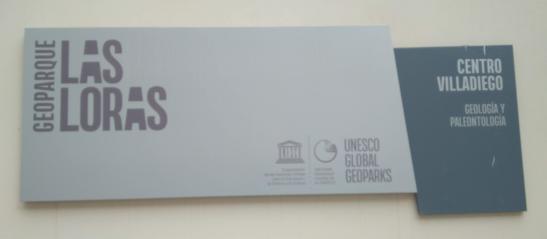 GEOPARQUE
LAS
LORAS
UNESCO
GLOBAL
GEOPARKS
CENTRO
VILLADIEGO
GEOLOGÍA Y
PALEONTOLOGÍA